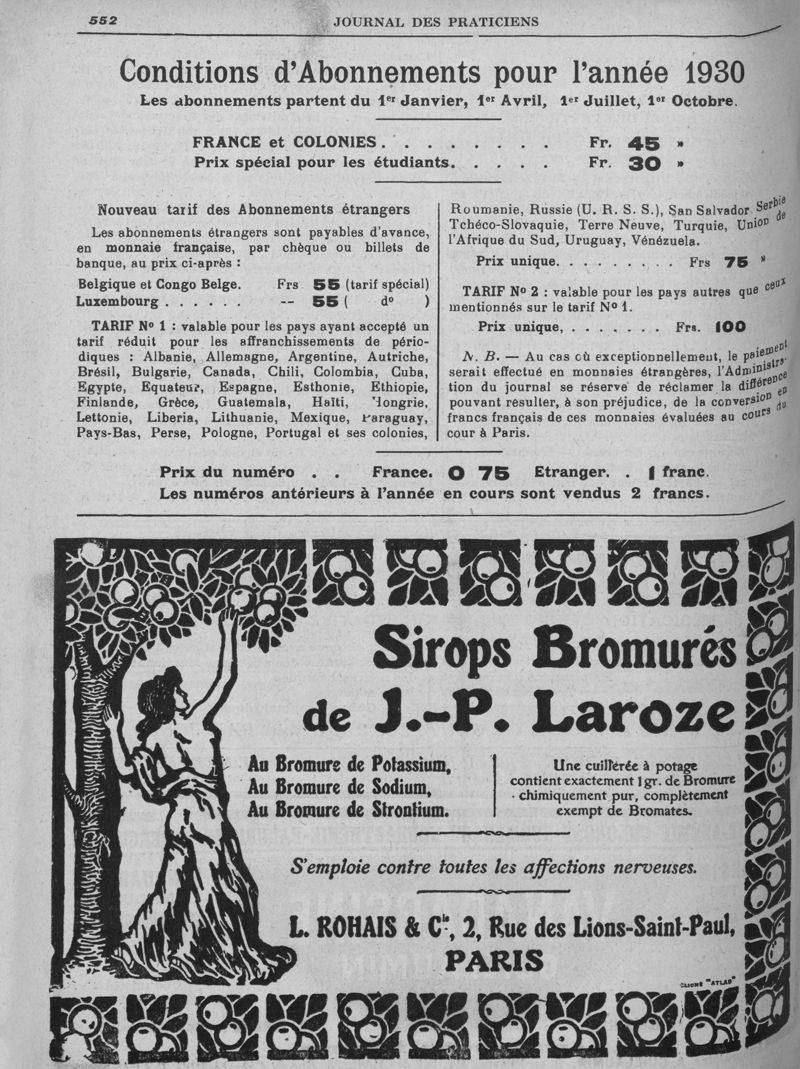 552
JOURNAL DES PRATICIENS
Conditions d'Abonnements pour l'année 1930
Les abonnements partent du 1er Janvier, 1er Avril, 1er Juillet, 1er Octobre.
FRANCE et COLONIES. . . . . . . . Fr. 45 »
Prix spécial pour les étudiants. . . . . Fr. 30 »
Nouveau tarif des Abonnements étrangers
Les abonnements étrangers sont payables d'avance,
en monnaie française, par chèque ou billets de
banque, au prix ci-après :
Belgique et Congo Belge. Frs 55 (tarif spécial)
Luxembourg . . . . . . -- 55 ( do )
TARIF No 1 : valable pour les pays ayant accepté un
tarif réduit pour les affranchissements de pério-
diques : Albanie, Allemagne, Argentine, Autriche,
Brésil, Bulgarie, Canada, Chili, Colombie, Cuba,
Egypte, Equateur, Espagne, Esthonie, Ethiopie,
Finlande, Grèce, Guatemala, Haïti, Hongrie,
Lettonie, Liberia, Lithuanie, Mexique, Paraguay,
Pays-Bas, Perse, Pologne, Portugal et ses colonies,
Roumanie, Russie (U. R. S. S.), San Salvador Serbie
Tchéco-Slovaquie, Terre Neuve, Turquie, Union de
l'Afrique du Sud, Uruguay, Vénézuela.
Prix unique. . . . . . . . . Frs 75 »
TARIF No 2 : valable pour les pays autres que ceux
mentionnés sur le tarif No 1.
Prix unique, . . . . . . . Frs. 100
N. B. — Au cas où exceptionnellement, le paiement
serait effectué en monnaies étrangères, l'Administra-
tion du journal se réserve de réclamer la différence
pouvant resulter, à son préjudice, de la conversion en
francs français de ces monnaies évaluées au cours du
cour à Paris.
Prix du numéro . . France. 0 75 Etranger. . 1 franc.
Les numéros antérieurs à l'année en cours sont vendus 2 francs.
Sirops Bromurés
de J.-P. Laroze
Au Bromure de Potassium,
Au Bromure de Sodium,
Au Bromure de Strontium.
Une cuillérée à potage
contient exactement 1 gr. de Bromure
chimiquement pur, complètement
exempt de Bromates.
S'emploie contre toutes les affections nerveuses.
L. ROHAIS & Cie, 2, Rue des Lions-Saint-Paul,
PARIS
CLICHÉ "ATLAS"